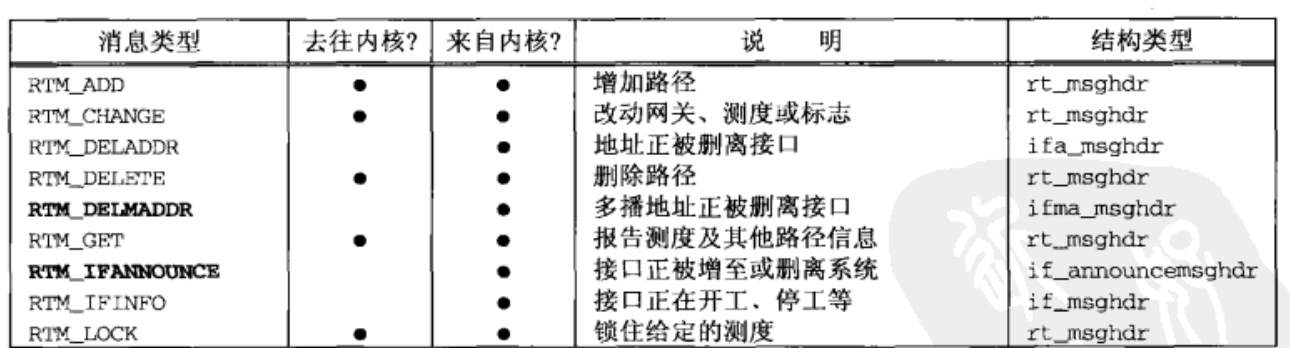 消息类型 去往内核? 来自内核? 说 明 结构类型
RTM_ADD ● ● 增加路径 rt_msghdr
RTM_CHANGE ● ● 改动网关、测度或标志 rt_msghdr
RTM_DELADDR ● 地址正被删离接口 ifa_msghdr
RTM_DELETE ● ● 删除路径 rt_msghdr
RTM_DELMADDR ● 多播地址正被删离接口 ifma_msghdr
RTM_GET ● ● 报告测度及其他路径信息 rt_msghdr
RTM_IFANNOUNCE ● 接口正被增至或删离系统 if_announcemsghdr
RTM_IFINFO ● 接口正在开工、停工等 if_msghdr
RTM_LOCK ● ● 锁住给定的测度 rt_msghdr